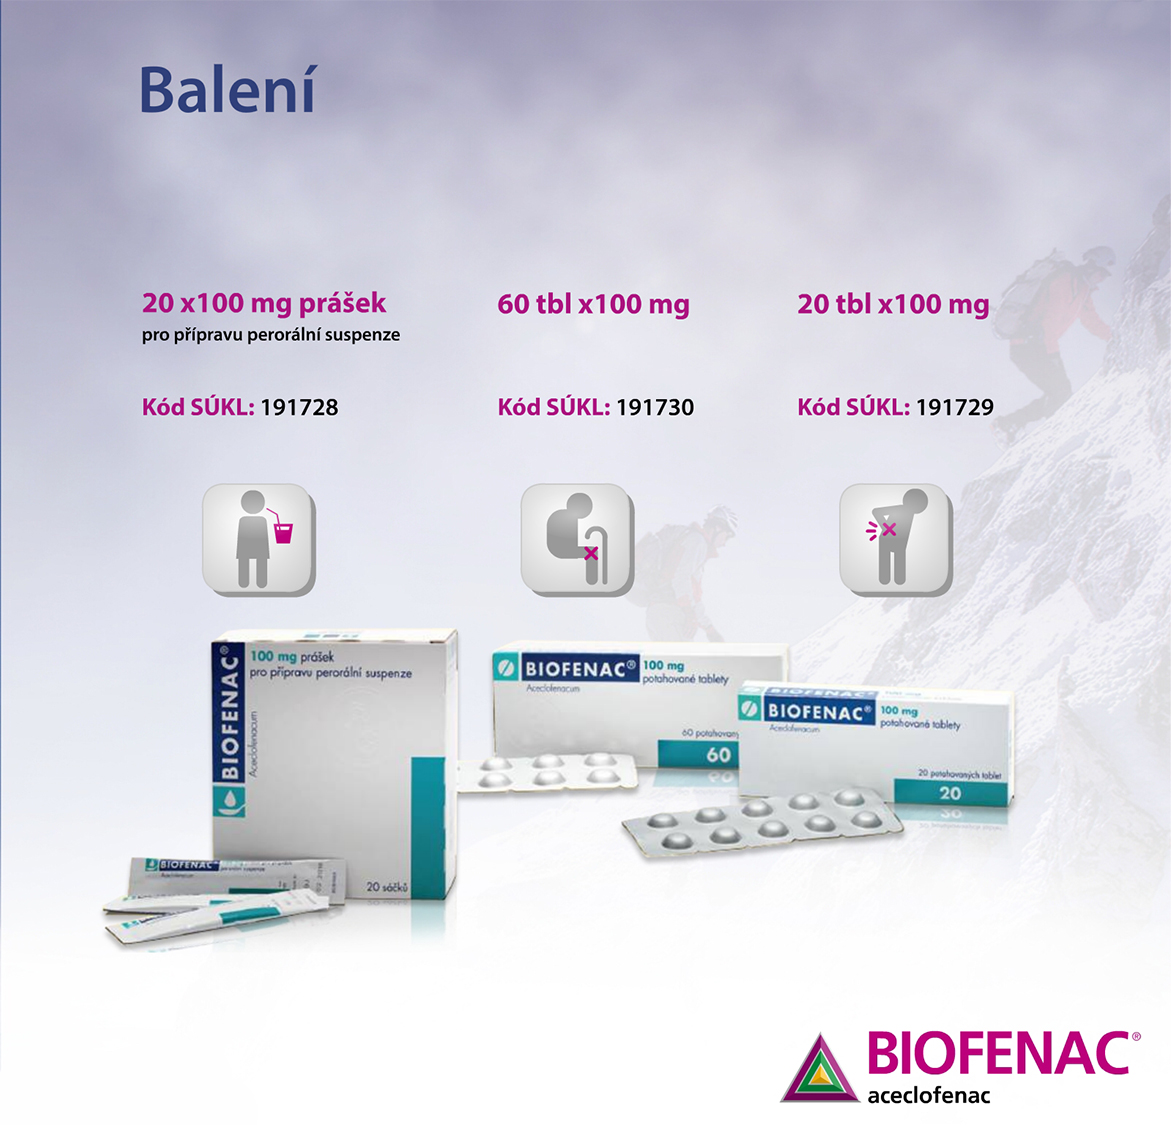 Balení
20 x100 mg prášek
pro přípravu perorální suspenze
Kód SÚKL: 191728
60 tbl x100 mg
Kód SÚKL: 191730
20 tbl x100 mg
Kód SÚKL: 191729
BIOFENAC®
Aceclofenacum
100 mg prášek
pro přípravu perorální suspenze
20 sáčků
BIOFENAC®
Aceclofenacum
100 mg
potahované tablety
60 potahovaný
60
BIOFENAC®
Aceclofenacum
100 mg
potahované tablety
20 potahovaných tablet
20
BIOFENAC®
Aceclofenacum
BIOFENAC®
aceclofenac